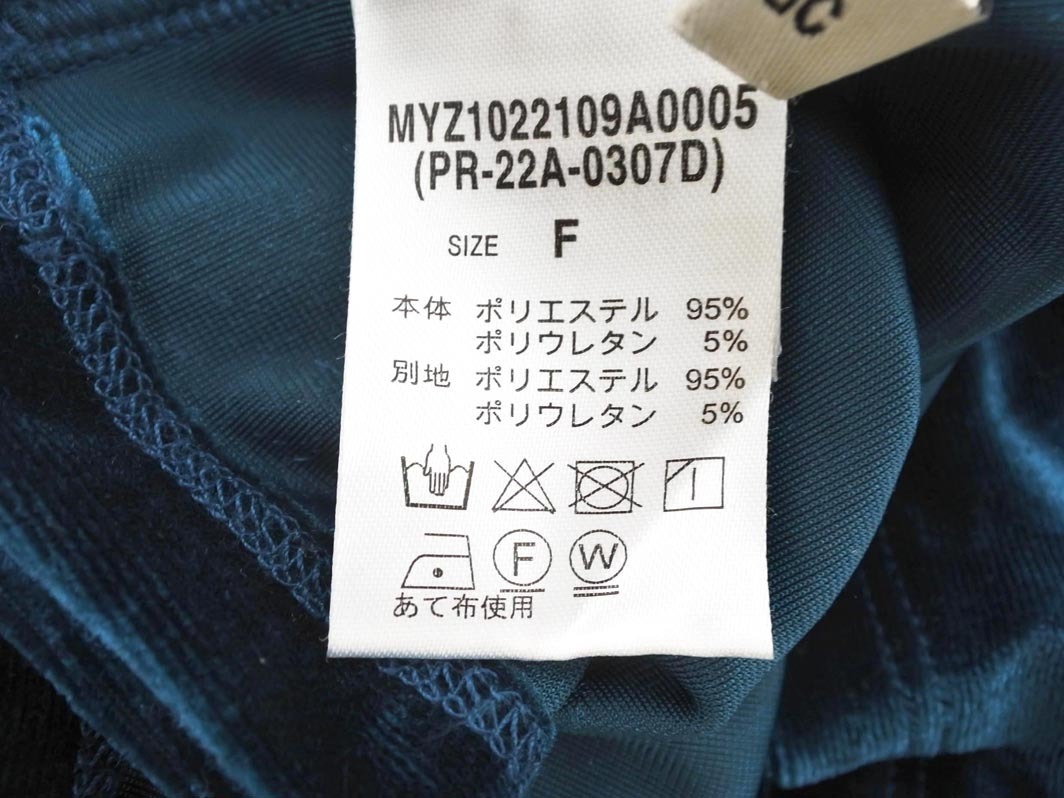 MYZ1022109A0005
(PR-22A-0307D)
SIZE F
本体 ポリエステル 95%
ポリウレタン 5%
別地 ポリエステル 95%
ポリウレタン 5%
F W
あて布使用